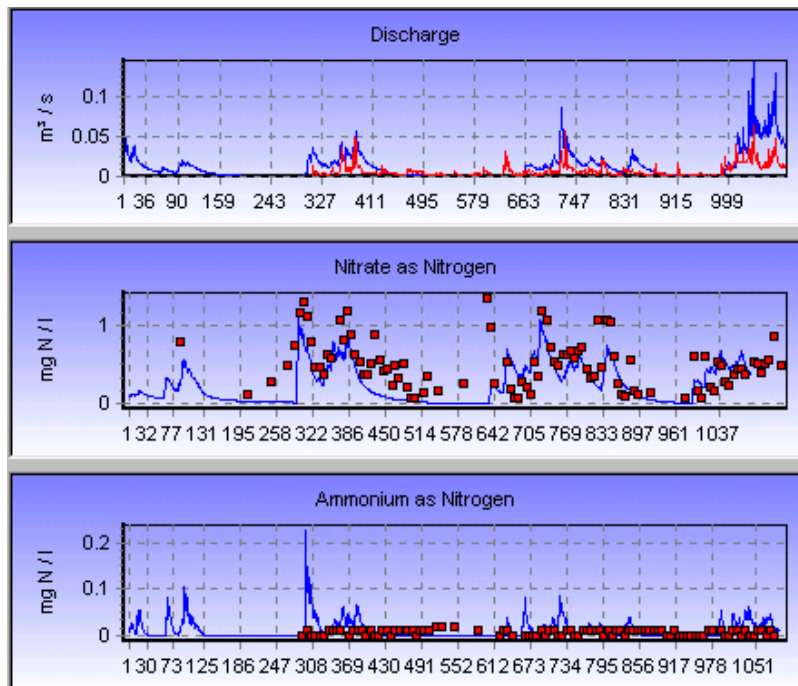 Discharge
m³ / s
0.1
0.05
0
1 36 90 159 243 327 411 495 579 663 747 831 915 999
Nitrate as Nitrogen
mg N / l
1
0
1 32 77 131 195 258 322 386 450 514 578 642 705 769 833 897 961 1037
Ammonium as Nitrogen
mg N / l
0.2
0.1
0
1 30 73 125 186 247 308 369 430 491 552 612 673 734 795 856 917 978 1051